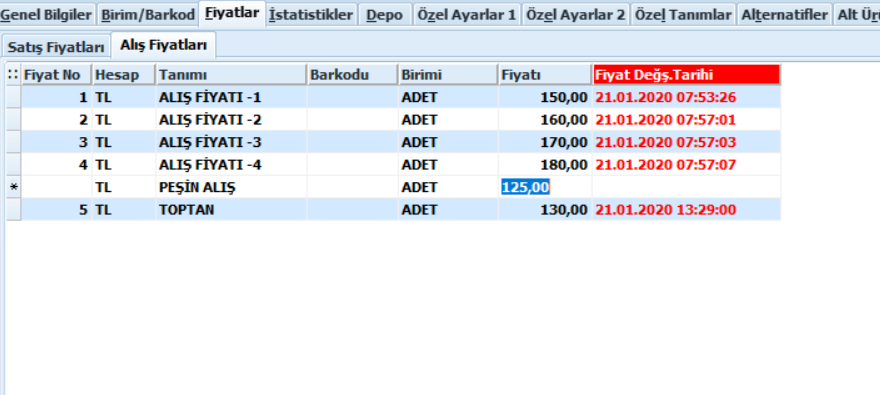 Genel Bilgiler Birim/Barkod Fiyatlar İstatistikler Depo Özel Ayarlar 1 Özel Ayarlar 2 Özel Tanımlar Alternatifler Alt Ürü
Satış Fiyatları Alış Fiyatları
Fiyat No Hesap Tanımı Barkodu Birimi Fiyatı Fiyat Değş.Tarihi
1 TL ALIŞ FİYATI -1 ADET 150,00 21.01.2020 07:53:26
2 TL ALIŞ FİYATI -2 ADET 160,00 21.01.2020 07:57:01
3 TL ALIŞ FİYATI -3 ADET 170,00 21.01.2020 07:57:03
4 TL ALIŞ FİYATI -4 ADET 180,00 21.01.2020 07:57:07
* TL PEŞİN ALIŞ ADET 125,00
5 TL TOPTAN ADET 130,00 21.01.2020 13:29:00